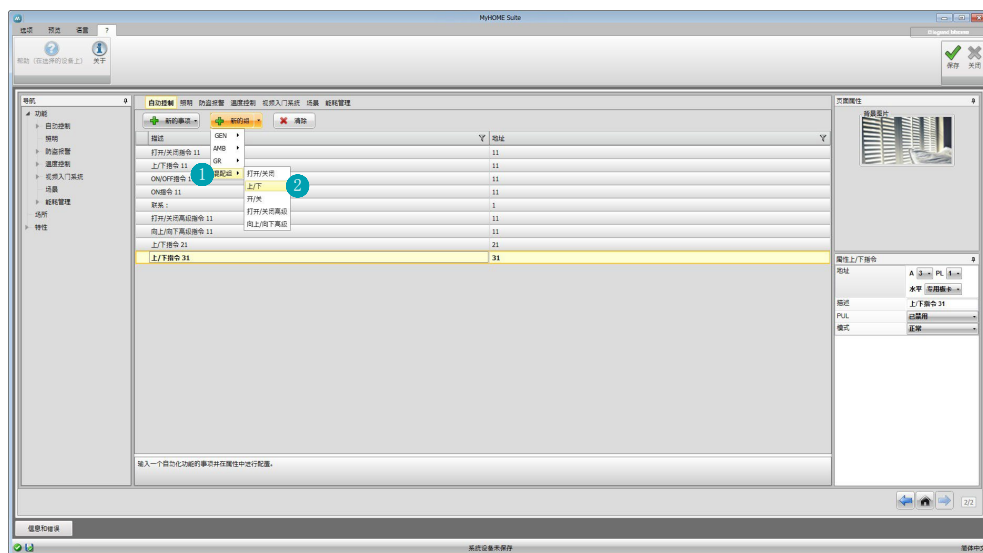 MyHOME Suite
选项 预览 语言 ?
Legrand bticino
帮助 (在选择的设备上) 关于
保存 关闭
导航
功能
自动控制
照明
防盗报警
温度控制
视频入门系统
场景
能耗管理
场所
特性
自动控制 照明 防盗报警 温度控制 视频入门系统 场景 能耗管理
新的事项 新的组 清除
描述 地址
打开/关闭指令 11 11
上/下指令 11 11
ON/OFF指令 1 11
ON指令 11 11
联系 : 1
打开/关闭高级指令 11 11
向上/向下高级指令 11 11
上/下指令 21 21
上/下指令 31 31
GEN
AMB
GR
混配组
1
打开/关闭
上/下
开/关
打开/关闭高级
向上/向下高级
2
输入一个自动化功能的事项并在属性中进行配置。
页面属性
背景图片
属性上/下指令
地址 A 3 PL 1
水平 专用板卡
描述 上/下指令 31
PUL 已禁用
模式 正常
2/2
信息和错误
系统设备未保存
简体中文